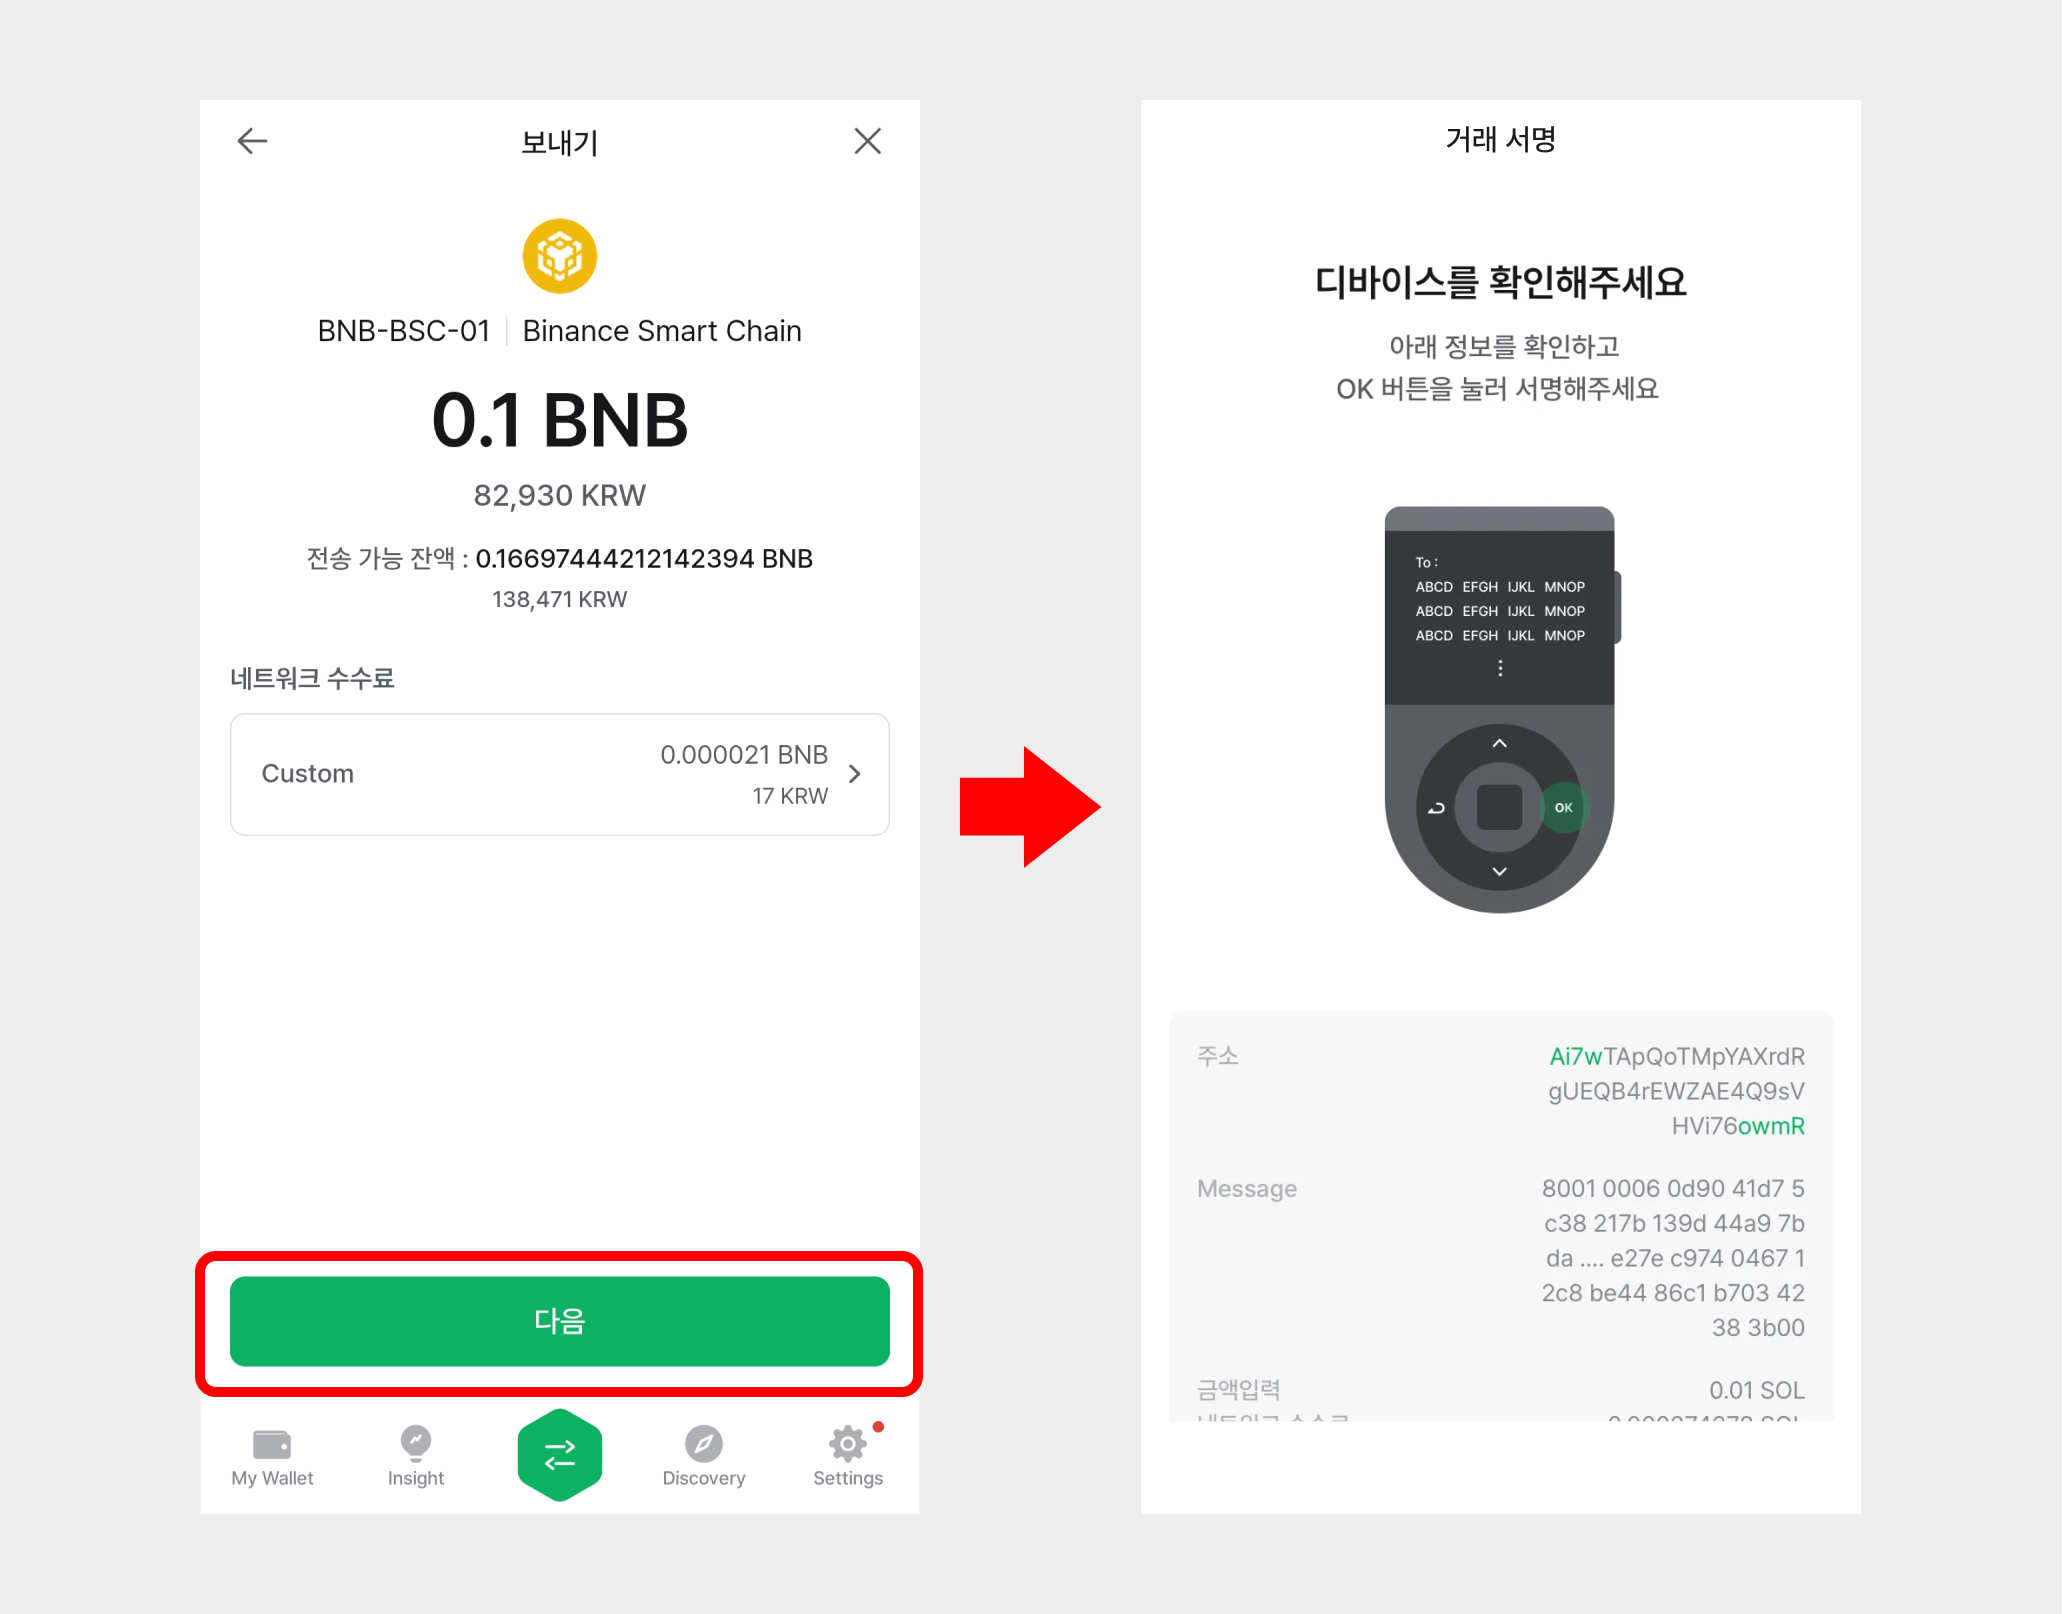 보내기
BNB-BSC-01 Binance Smart Chain
0.1 BNB
82,930 KRW
전송 가능 잔액 : 0.16697444212142394 BNB
138,471 KRW
네트워크 수수료
Custom
0.000021 BNB
17 KRW
다음
My Wallet
Insight
Discovery
Settings
거래 서명
디바이스를 확인해주세요
아래 정보를 확인하고
OK 버튼을 눌러 서명해주세요
To :
ABCD EFGH IJKL MNOP
ABCD EFGH IJKL MNOP
ABCD EFGH IJKL MNOP
OK
주소
Ai7wTApQoTMpYAXrdR
gUEQB4rEWZAE4Q9sV
HVi76owmR
Message
8001 0006 0d90 41d7 5
c38 217b 139d 44a9 7b
da .... e27e c974 0467 1
2c8 be44 86c1 b703 42
38 3b00
금액입력
0.01 SOL